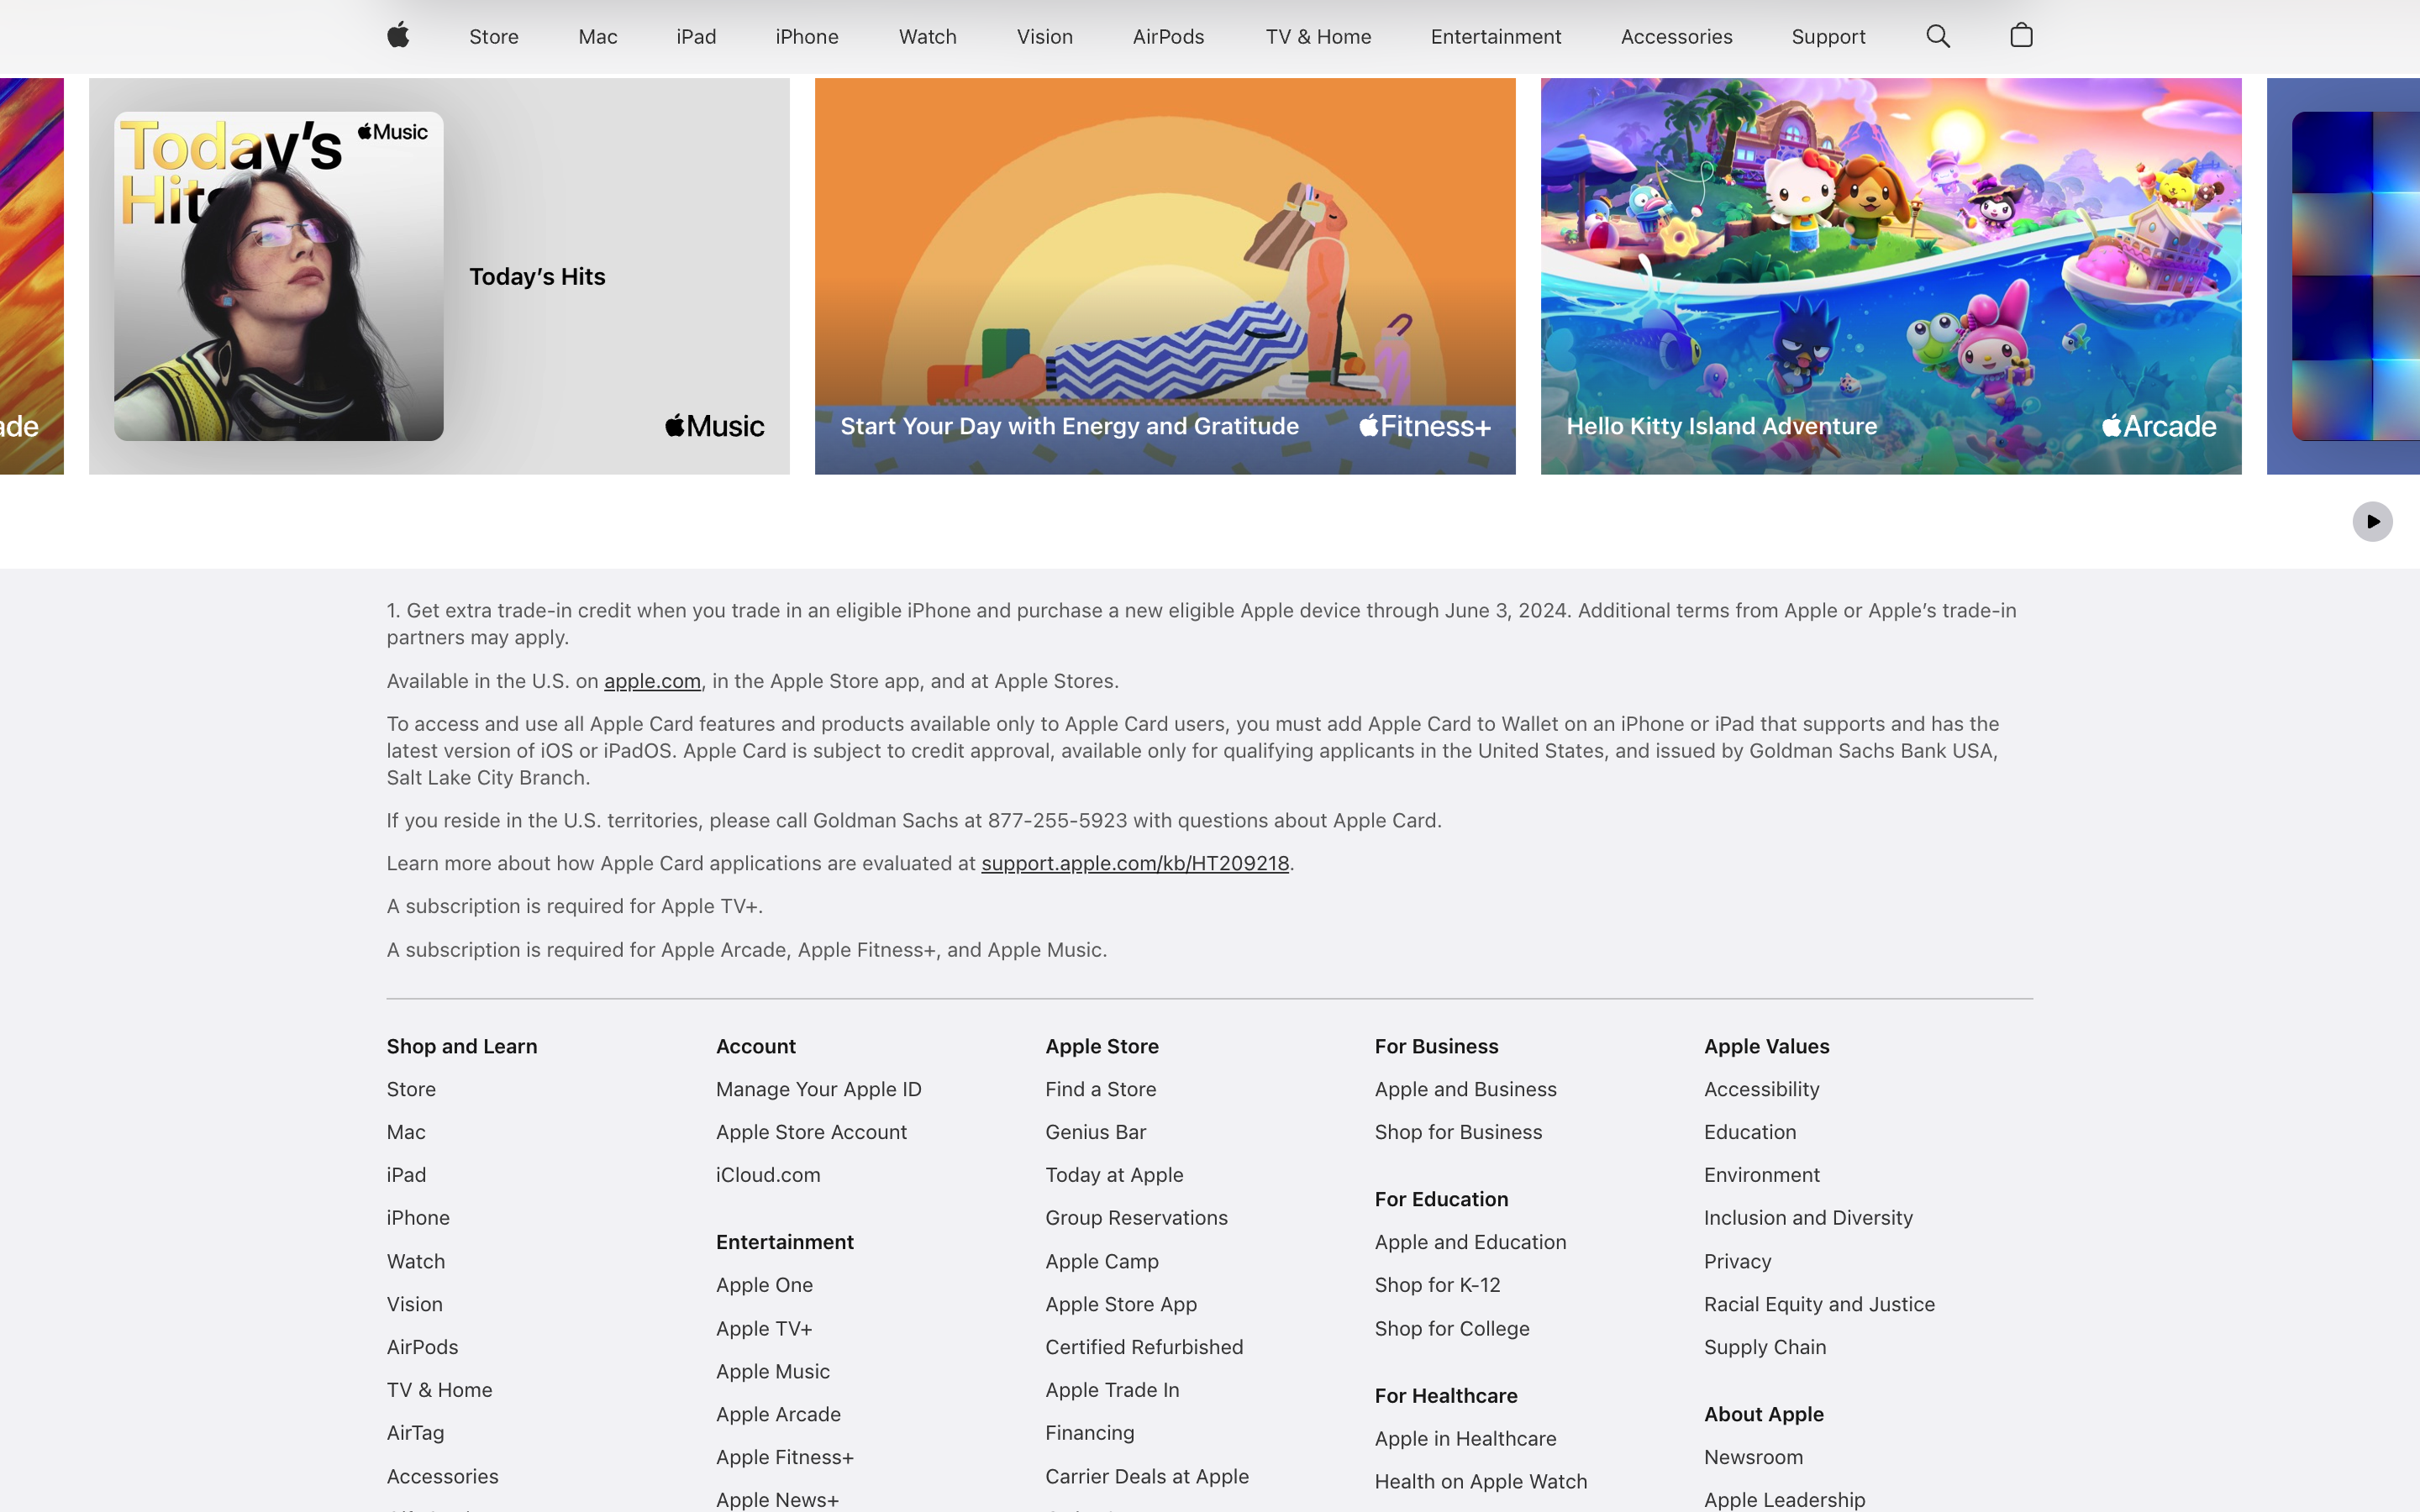 Store Mac iPad iPhone Watch Vision AirPods TV & Home Entertainment Accessories Support
ade
Today's Hits
Music
Today's Hits
Music
Start Your Day with Energy and Gratitude
Fitness+
Hello Kitty Island Adventure
Arcade
1. Get extra trade-in credit when you trade in an eligible iPhone and purchase a new eligible Apple device through June 3, 2024. Additional terms from Apple or Apple’s trade-in
partners may apply.
Available in the U.S. on apple.com, in the Apple Store app, and at Apple Stores.
To access and use all Apple Card features and products available only to Apple Card users, you must add Apple Card to Wallet on an iPhone or iPad that supports and has the
latest version of iOS or iPadOS. Apple Card is subject to credit approval, available only for qualifying applicants in the United States, and issued by Goldman Sachs Bank USA,
Salt Lake City Branch.
If you reside in the U.S. territories, please call Goldman Sachs at 877-255-5923 with questions about Apple Card.
Learn more about how Apple Card applications are evaluated at support.apple.com/kb/HT209218.
A subscription is required for Apple TV+.
A subscription is required for Apple Arcade, Apple Fitness+, and Apple Music.
Shop and Learn
Store
Mac
iPad
iPhone
Watch
Vision
AirPods
TV & Home
AirTag
Accessories
Account
Manage Your Apple ID
Apple Store Account
iCloud.com
Entertainment
Apple One
Apple TV+
Apple Music
Apple Arcade
Apple Fitness+
Apple News+
Apple Store
Find a Store
Genius Bar
Today at Apple
Group Reservations
Apple Camp
Apple Store App
Certified Refurbished
Apple Trade In
Financing
Carrier Deals at Apple
For Business
Apple and Business
Shop for Business
For Education
Apple and Education
Shop for K-12
Shop for College
For Healthcare
Apple in Healthcare
Health on Apple Watch
Apple Values
Accessibility
Education
Environment
Inclusion and Diversity
Privacy
Racial Equity and Justice
Supply Chain
About Apple
Newsroom
Apple Leadership